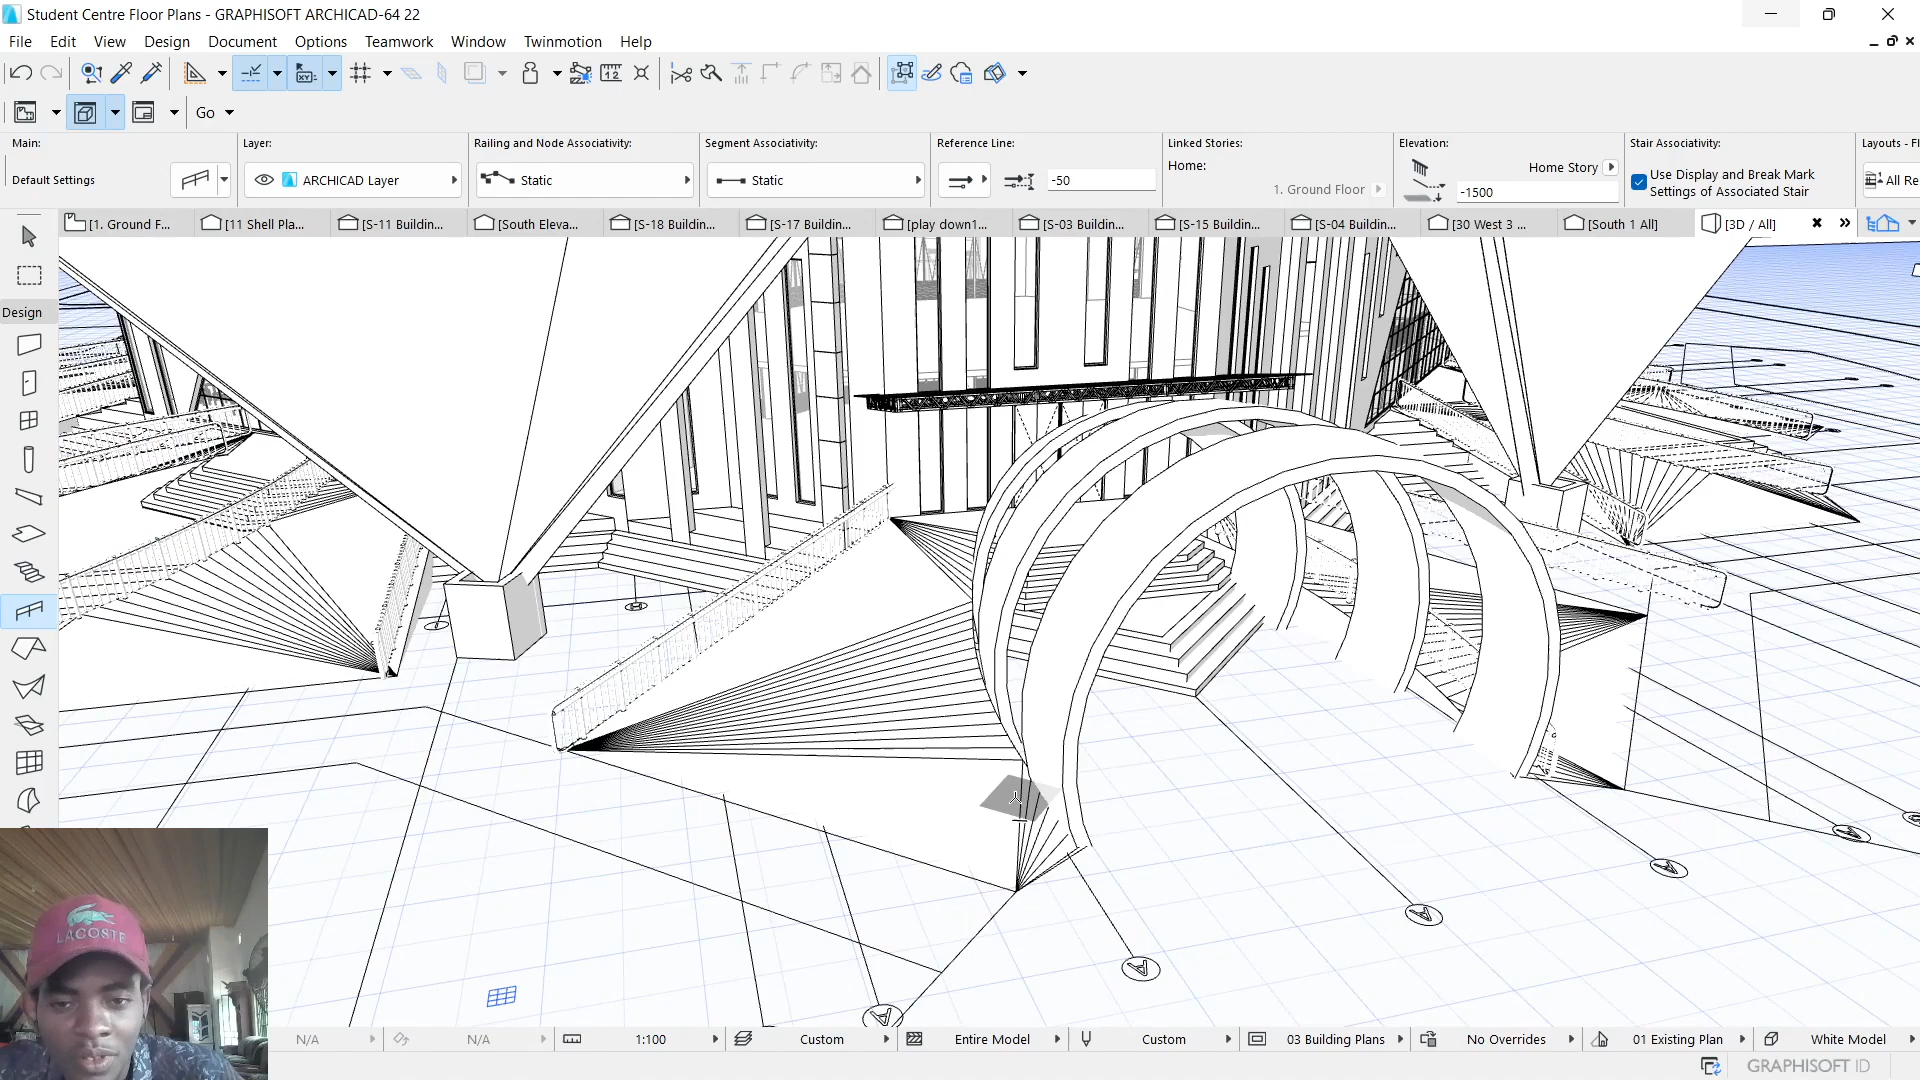 Student Centre Floor Plans - GRAPHISOFT ARCHICAD-64 22
File Edit View Design Document Options Teamwork Window Twinmotion Help
Go
Main: Layer: Railing and Node Associativity: Segment Associativity: Reference Line: Linked Stories: Elevation: Stair Associativity: Layouts - Fl
Default Settings ARCHICAD Layer Static Static -50 Home: 1. Ground Floor Home Story -1500 Use Display and Break Mark Settings of Associated Stair All Re
[1. Ground F... [11 Shell Pla... [S-11 Buildin... [South Eleva... [S-18 Buildin... [S-17 Buildin... [play down1... [S-03 Buildin... [S-15 Buildin... [S-04 Buildin... [30 West 3 ... [South 1 All] [3D / All]
Design
LACOSTE
N/A N/A 1:100 Custom Entire Model Custom 03 Building Plans No Overrides 01 Existing Plan White Model
GRAPHISOFT ID